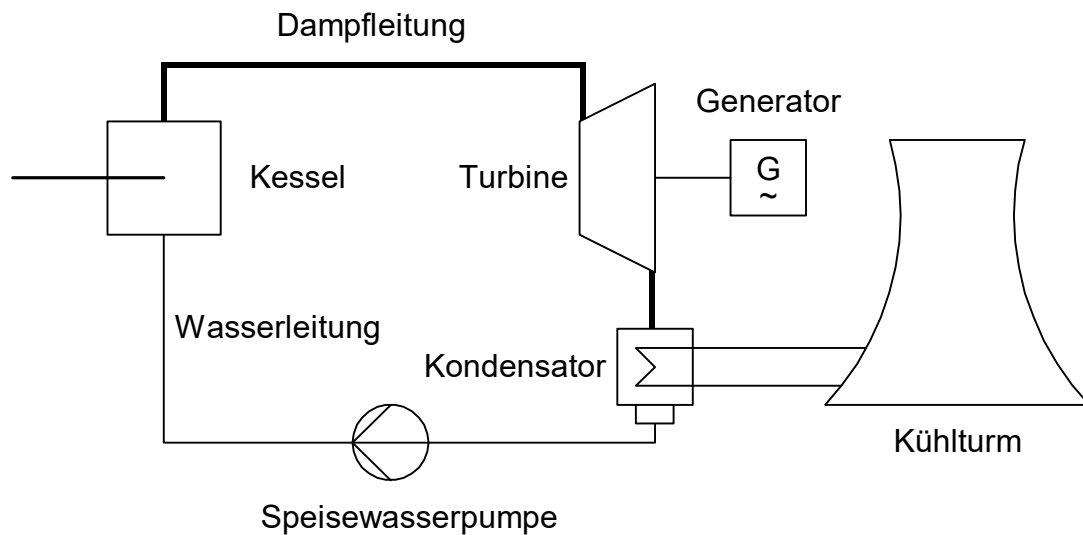 Dampfleitung
Generator
G
~
Kessel
Turbine
Wasserleitung
Kondensator
Kühlturm
Speisewasserpumpe